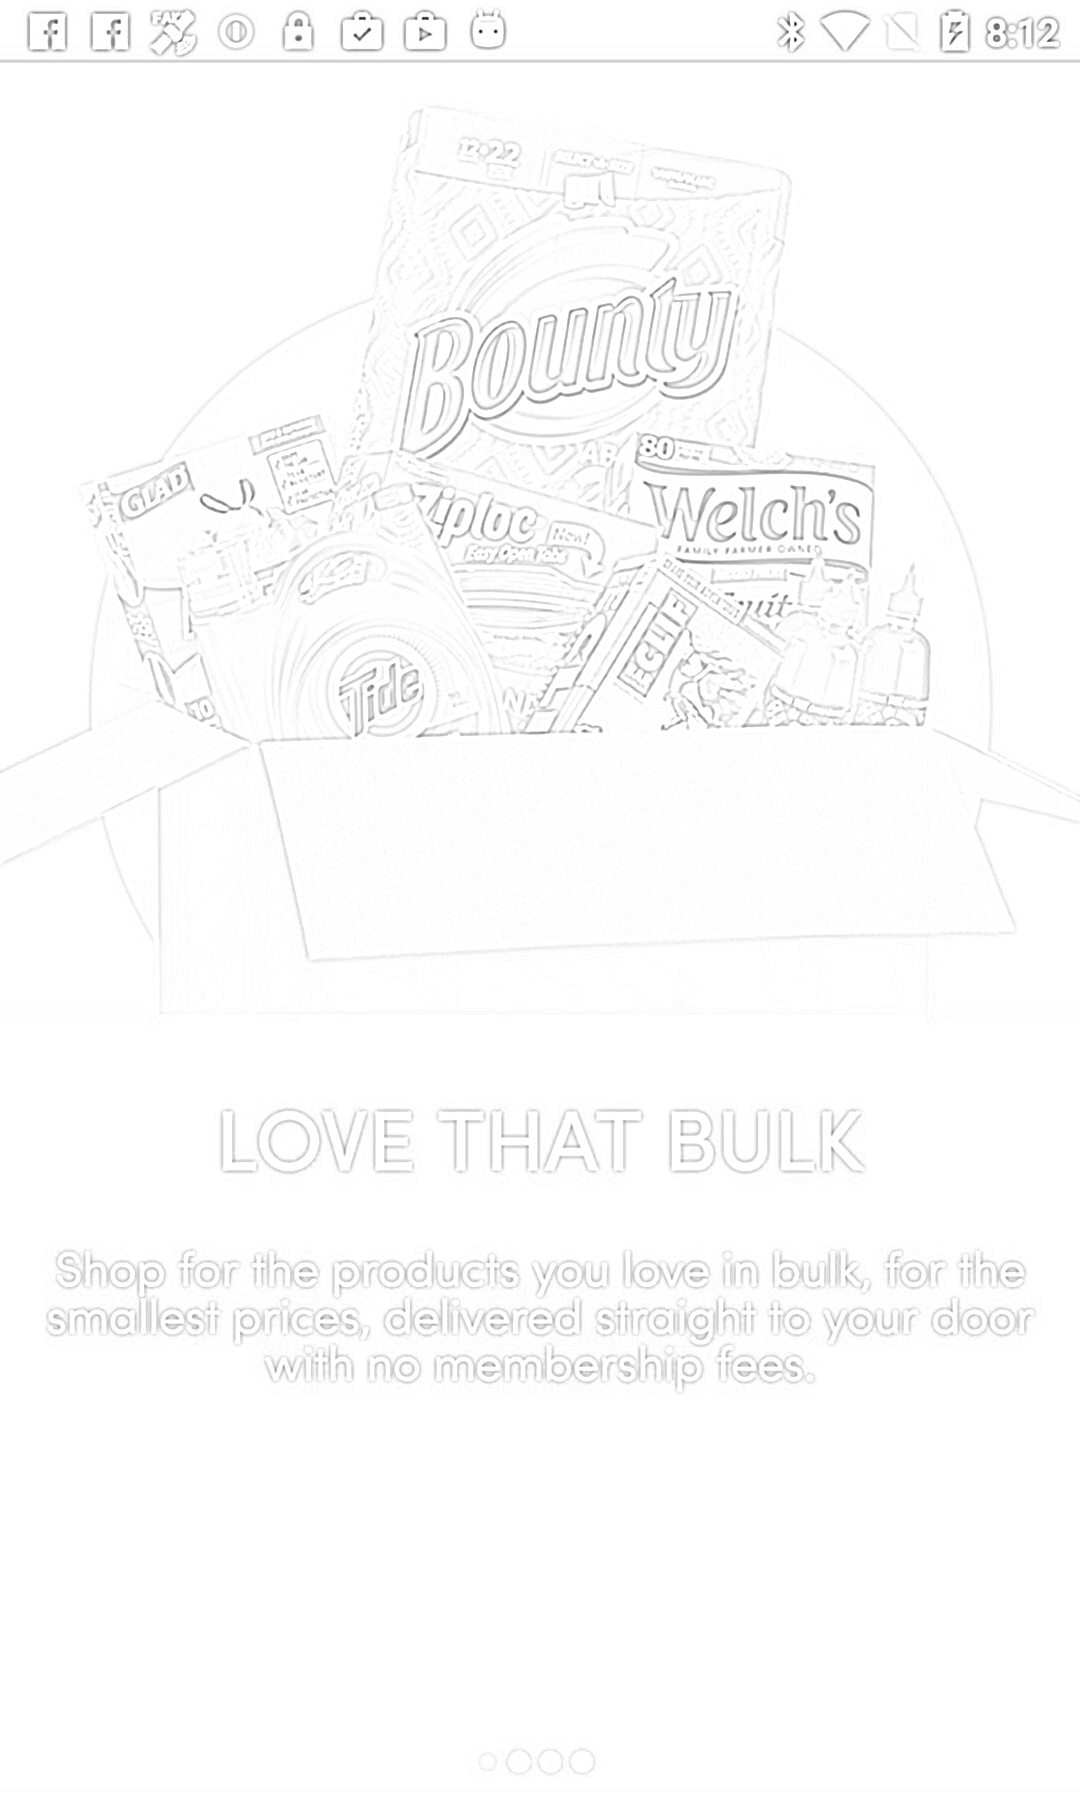 8:12
12=22
Bounty
GLAD
Ziploc
New!
Easy Open Tabs
80
Welch's
FAMILY FARMER OWNED
Tide
LOVE THAT BULK
Shop for the products you love in bulk, for the
smallest prices, delivered straight to your door
with no membership fees.